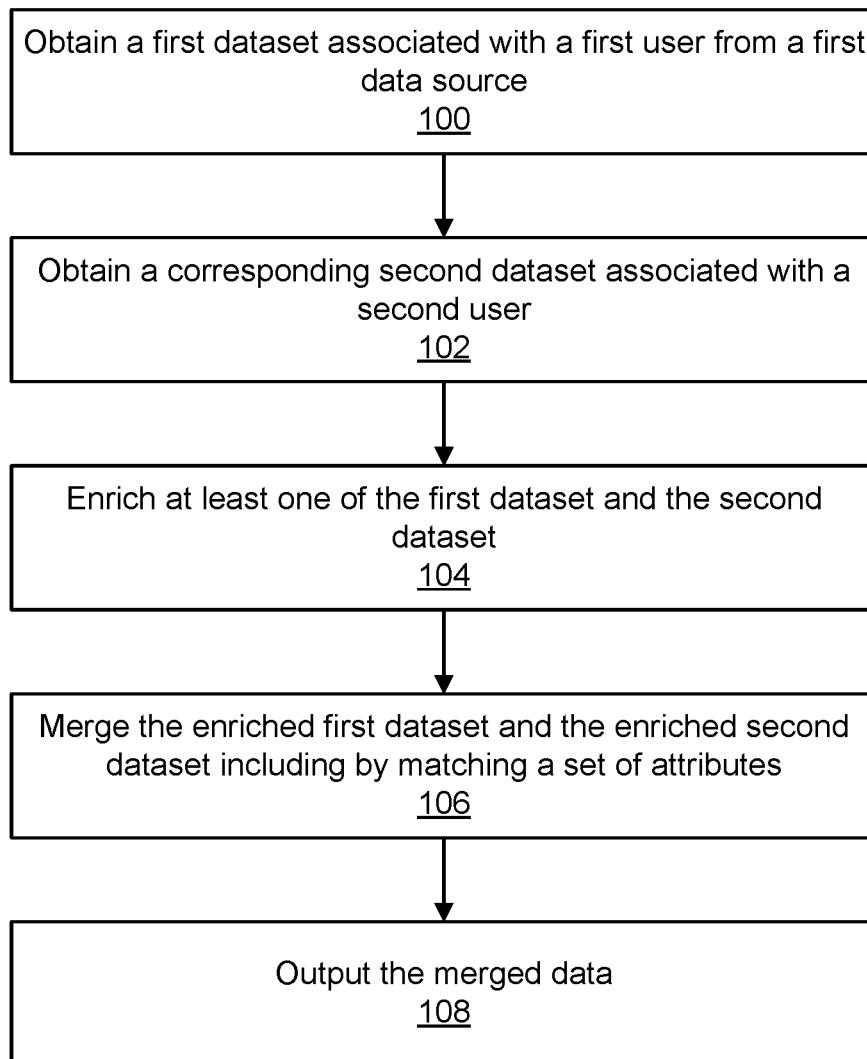 Obtain a first dataset associated with a first user from a first
data source
100
Obtain a corresponding second dataset associated with a
second user
102
Enrich at least one of the first dataset and the second
dataset
104
Merge the enriched first dataset and the enriched second
dataset including by matching a set of attributes
106
Output the merged data
108